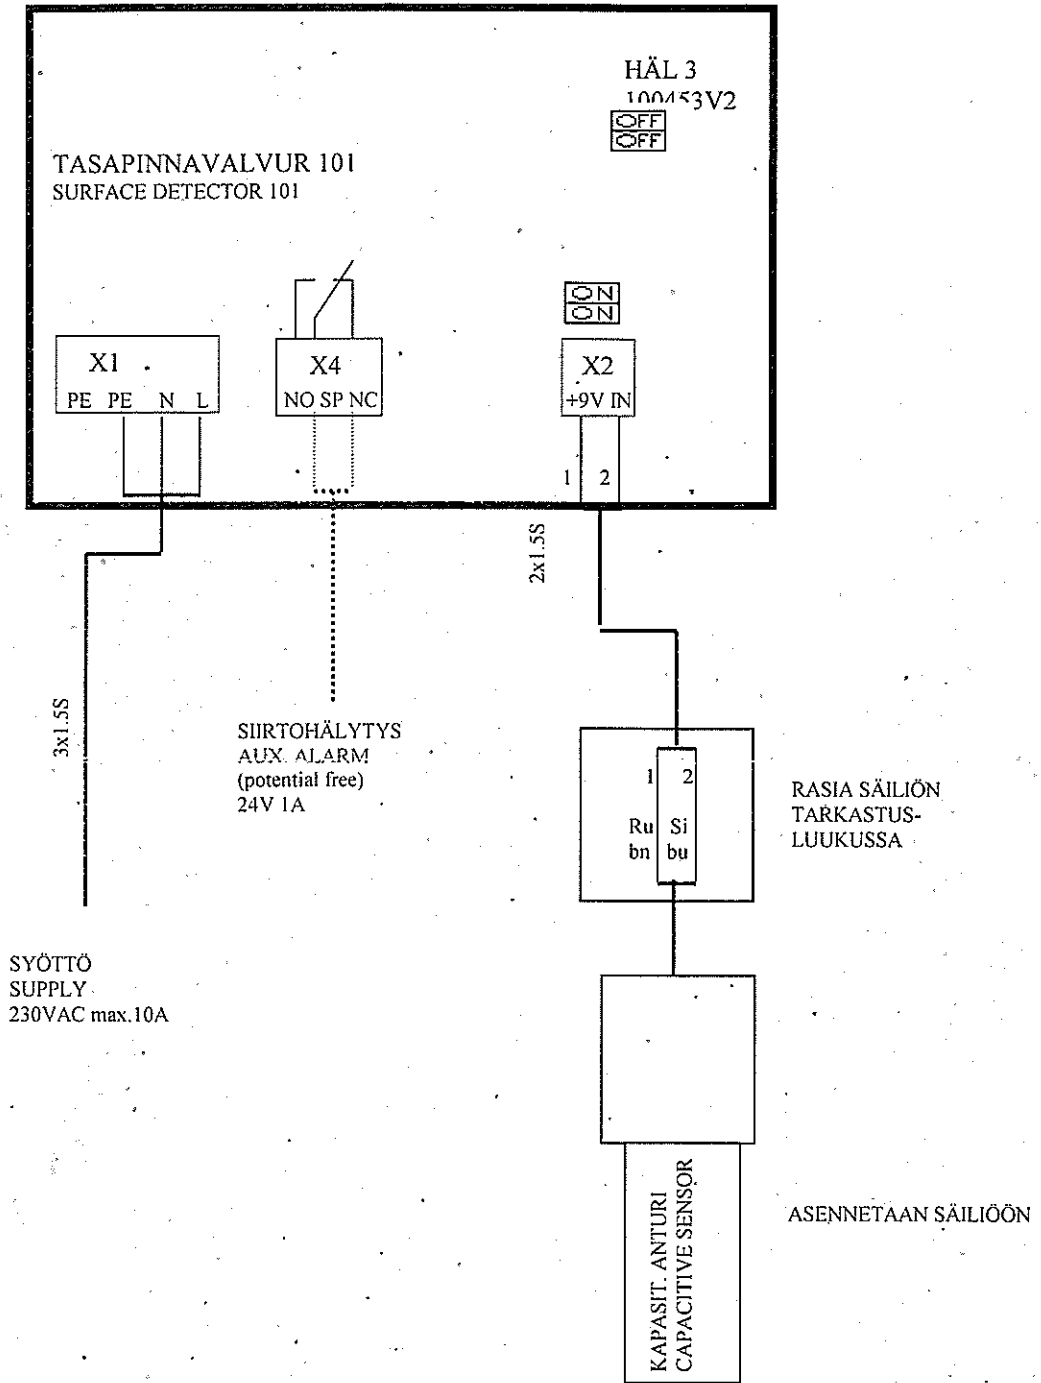 HÄL 3
100453V2
OFF
OFF
TASAPINNAVALVUR 101
SURFACE DETECTOR 101
ON
ON
X1
PE PE N L
X4
NO SP NC
X2
+9V IN
1 2
2x1.5S
3x1.5S
SIIRTOHÄLYTYS
AUX. ALARM
(potential free)
24V 1A
1 2
Ru Si
bn bu
RASIA SÄILIÖN
TARKASTUS-
LUUKUSSA
SYÖTTÖ
SUPPLY
230VAC max.10A
KAPASIT. ANTURI
CAPACITIVE SENSOR
ASENNETAAN SÄILIÖÖN